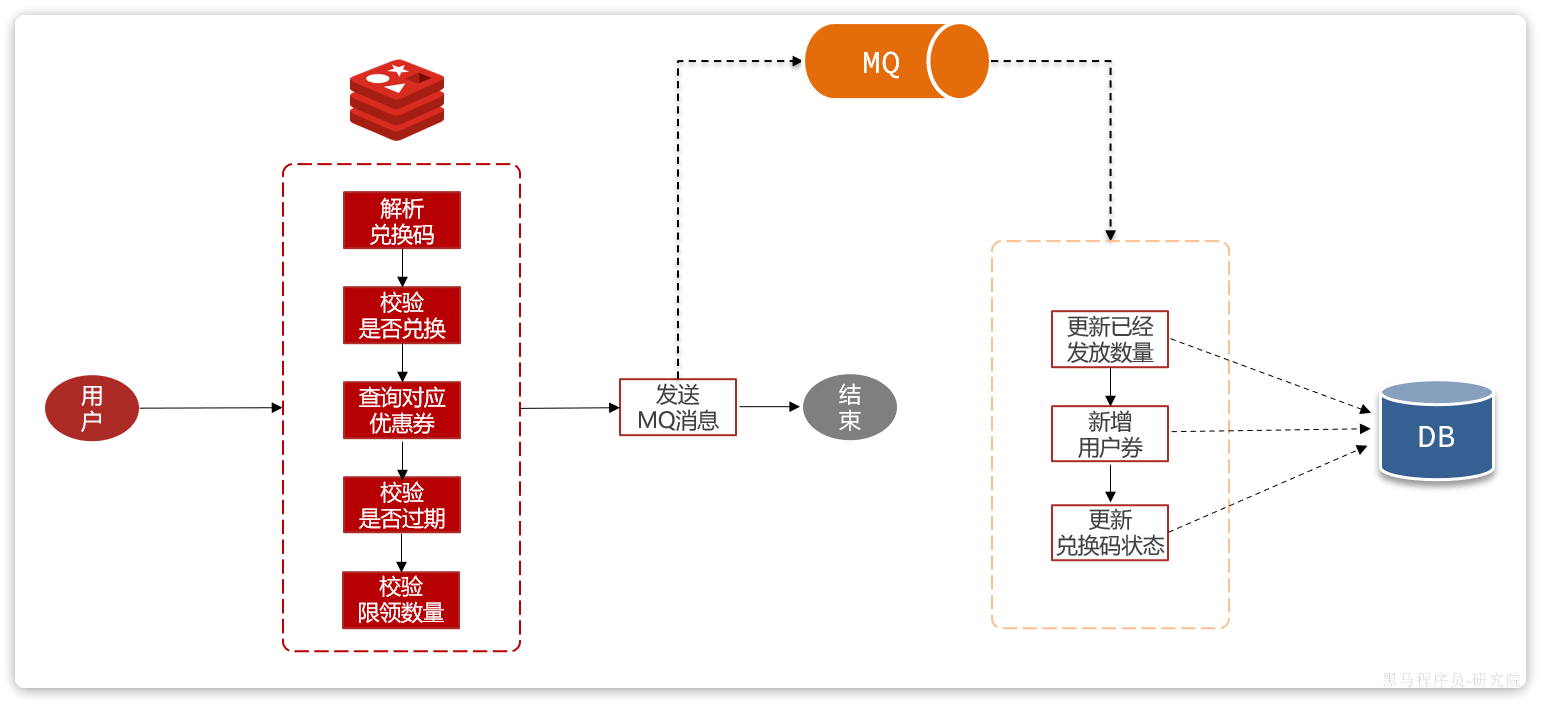 MQ
解析
兑换码
校验
是否兑换
查询对应
优惠券
校验
是否过期
校验
限领数量
用
户
发送
MQ消息
结
束
更新已经
发放数量
新增
用户券
更新
兑换码状态
DB
黑马程序员-研究院